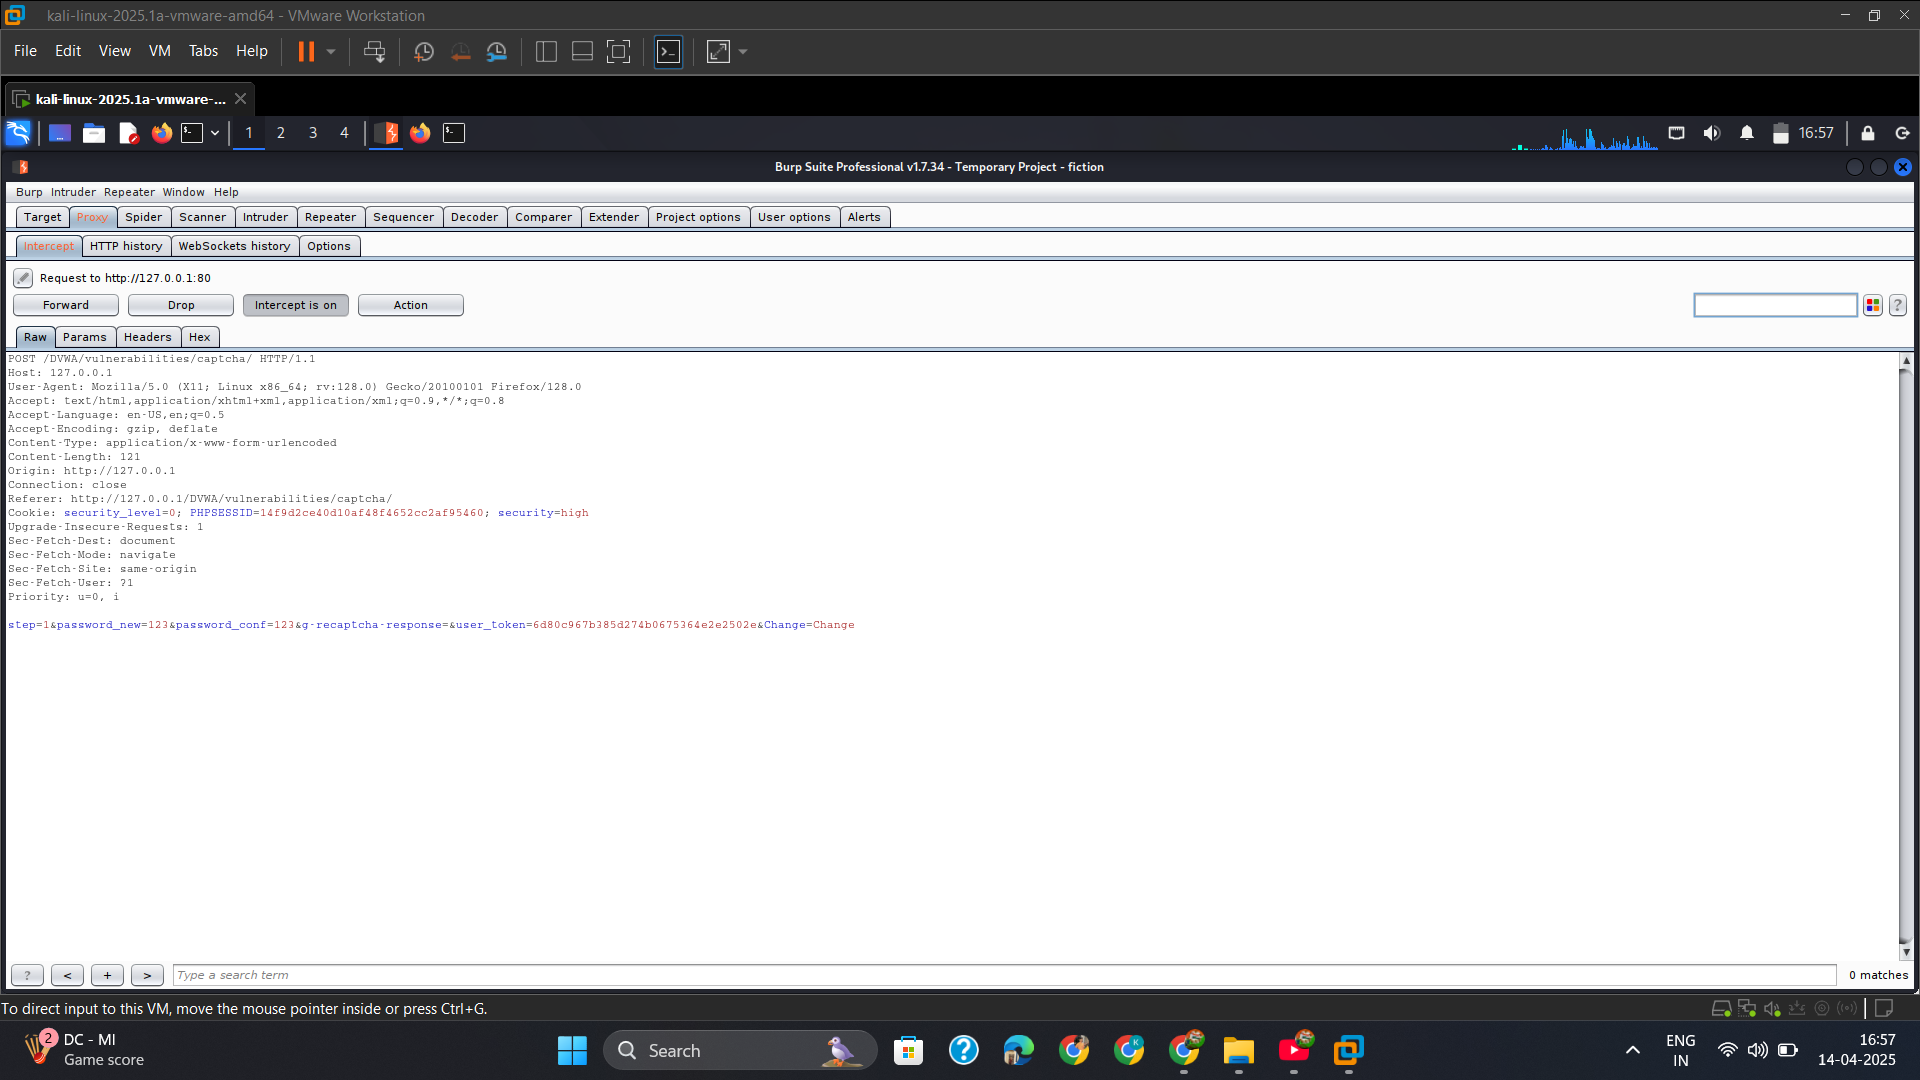 kali-linux-2025.1a-vmware-amd64 - VMware Workstation
File Edit View VM Tabs Help
kali-linux-2025.1a-vmware-...
1 2 3 4 16:57
Burp Suite Professional v1.7.34 - Temporary Project - fiction
Burp Intruder Repeater Window Help
Target Proxy Spider Scanner Intruder Repeater Sequencer Decoder Comparer Extender Project options User options Alerts
Intercept HTTP history WebSockets history Options
Request to http://127.0.0.1:80
Forward Drop Intercept is on Action ?
Raw Params Headers Hex
POST /DVWA/vulnerabilities/captcha/ HTTP/1.1
Host: 127.0.0.1
User-Agent: Mozilla/5.0 (X11; Linux x86_64; rv:128.0) Gecko/20100101 Firefox/128.0
Accept: text/html,application/xhtml+xml,application/xml;q=0.9,*/*;q=0.8
Accept-Language: en-US,en;q=0.5
Accept-Encoding: gzip, deflate
Content-Type: application/x-www-form-urlencoded
Content-Length: 121
Origin: http://127.0.0.1
Connection: close
Referer: http://127.0.0.1/DVWA/vulnerabilities/captcha/
Cookie: security_level=0; PHPSESSID=14f9d2ce40d10af48f4652cc2af95460; security=high
Upgrade-Insecure-Requests: 1
Sec-Fetch-Dest: document
Sec-Fetch-Mode: navigate
Sec-Fetch-Site: same-origin
Sec-Fetch-User: ?1
Priority: u=0, i
step=1&password_new=123&password_conf=123&g-recaptcha-response=&user_token=6d80c967b385d274b0675364e2e2502e&Change=Change
? < + > Type a search term 0 matches
To direct input to this VM, move the mouse pointer inside or press Ctrl+G.
2 DC - MI
Game score
Search
ENG
IN
16:57
14-04-2025